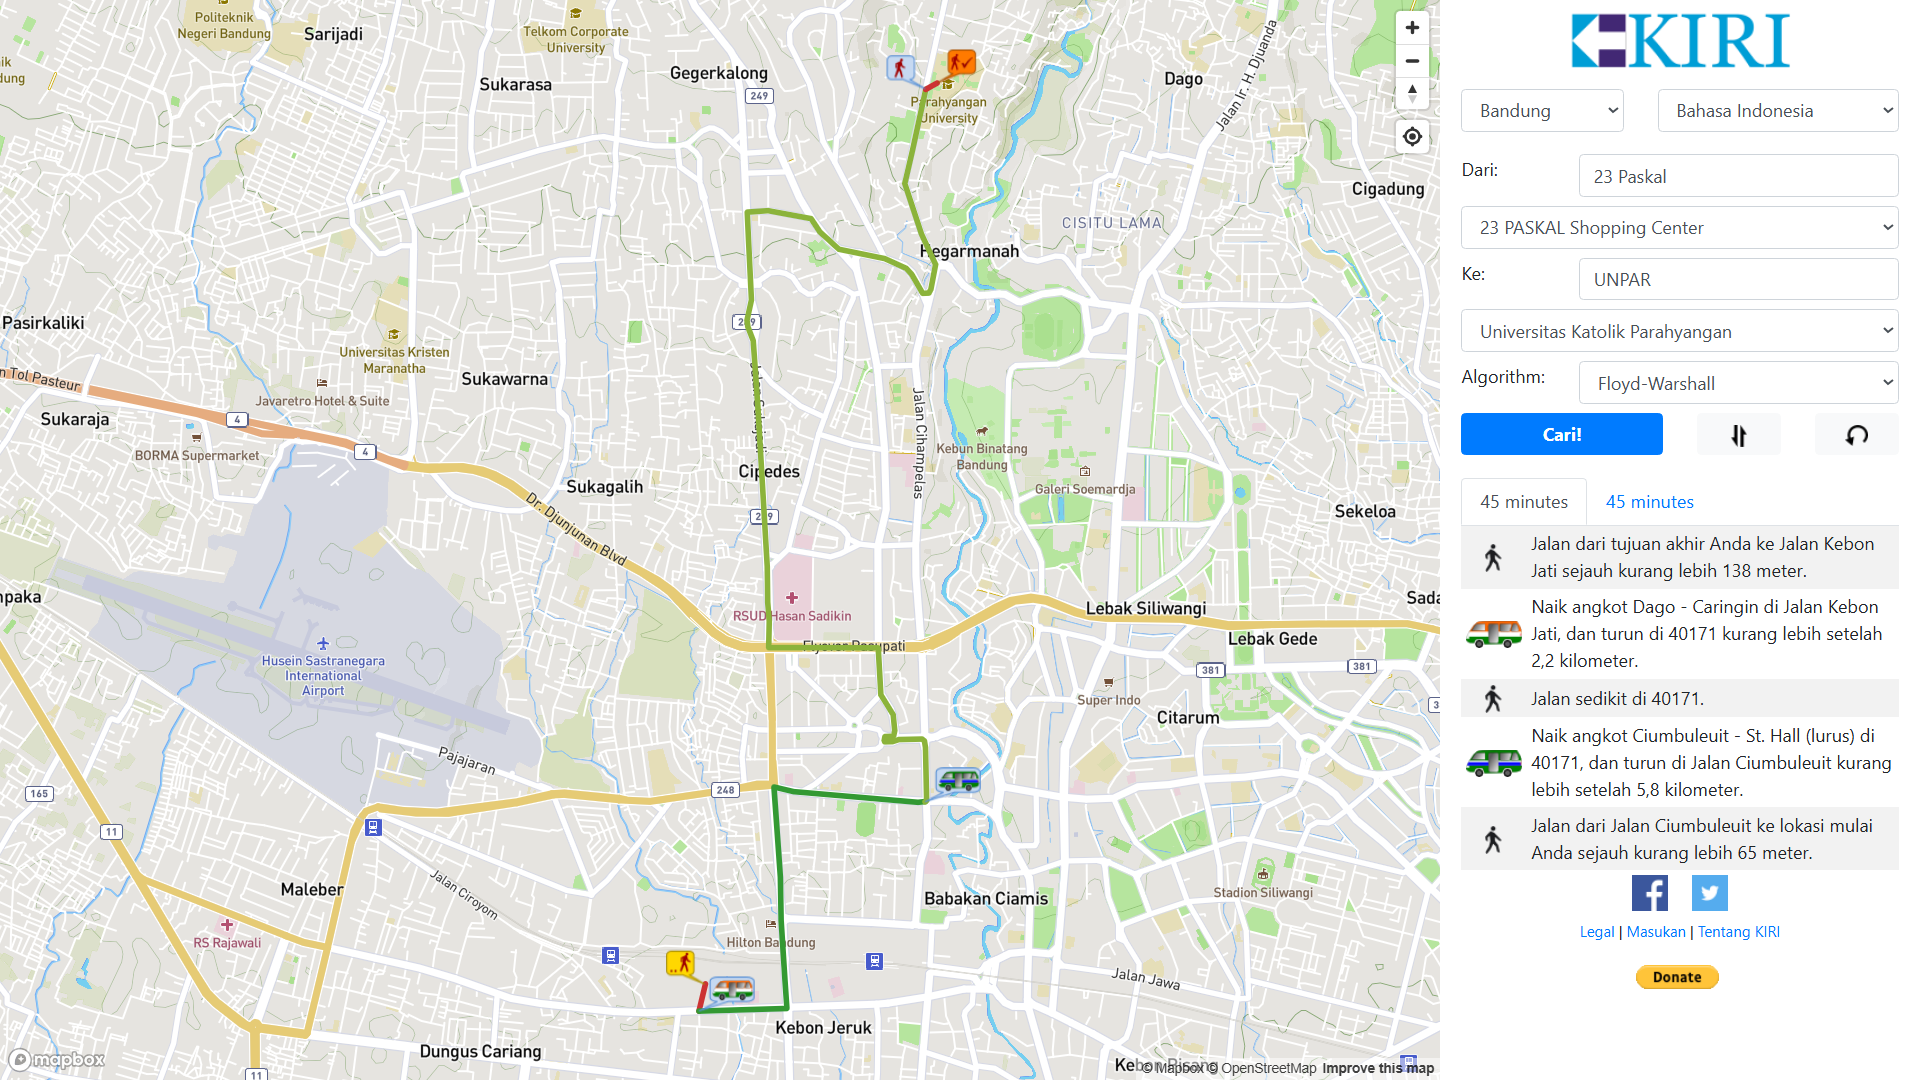 Politeknik
Negeri Bandung
Sarijadi
Telkom Corporate
University
Sukarasa
Gegerkalong
249
Parahyangan
University
Dago
Jalan Ir. H. Djuanda
Cigadung
CISITU LAMA
Hegarmanah
Pasirkaliki
Universitas Kristen
Maranatha
Sukawarna
n Tol Pasteur
Javaretro Hotel & Suite
Sukaraja
4
4
BORMA Supermarket
Jalan Cihampelas
Kebun Binatang
Bandung
Cipedes
Sukagalih
Galeri Soemardja
Dr. Djunjunan Blvd
Sekeloa
mpaka
RSUD Hasan Sadikin
Lebak Siliwangi
Sada
Lebak Gede
Flyover Pasupati
381
381
Husein Sastranegara
International
Airport
Super Indo
Citarum
Pajajaran
165
248
11
Maleber
Jalan Ciroyom
Babakan Ciamis
Stadion Siliwangi
RS Rajawali
Hilton Bandung
Jalan Jawa
Kebon Jeruk
Dungus Cariang
11
mapbox
© Mapbox © OpenStreetMap Improve this map
KIRI
Bandung
Bahasa Indonesia
Dari:
23 Paskal
23 PASKAL Shopping Center
Ke:
UNPAR
Universitas Katolik Parahyangan
Algorithm:
Floyd-Warshall
Cari!
45 minutes
45 minutes
Jalan dari tujuan akhir Anda ke Jalan Kebon
Jati sejauh kurang lebih 138 meter.
Naik angkot Dago - Caringin di Jalan Kebon
Jati, dan turun di 40171 kurang lebih setelah
2,2 kilometer.
Jalan sedikit di 40171.
Naik angkot Ciumbuleuit - St. Hall (lurus) di
40171, dan turun di Jalan Ciumbuleuit kurang
lebih setelah 5,8 kilometer.
Jalan dari Jalan Ciumbuleuit ke lokasi mulai
Anda sejauh kurang lebih 65 meter.
Legal | Masukan | Tentang KIRI
Donate